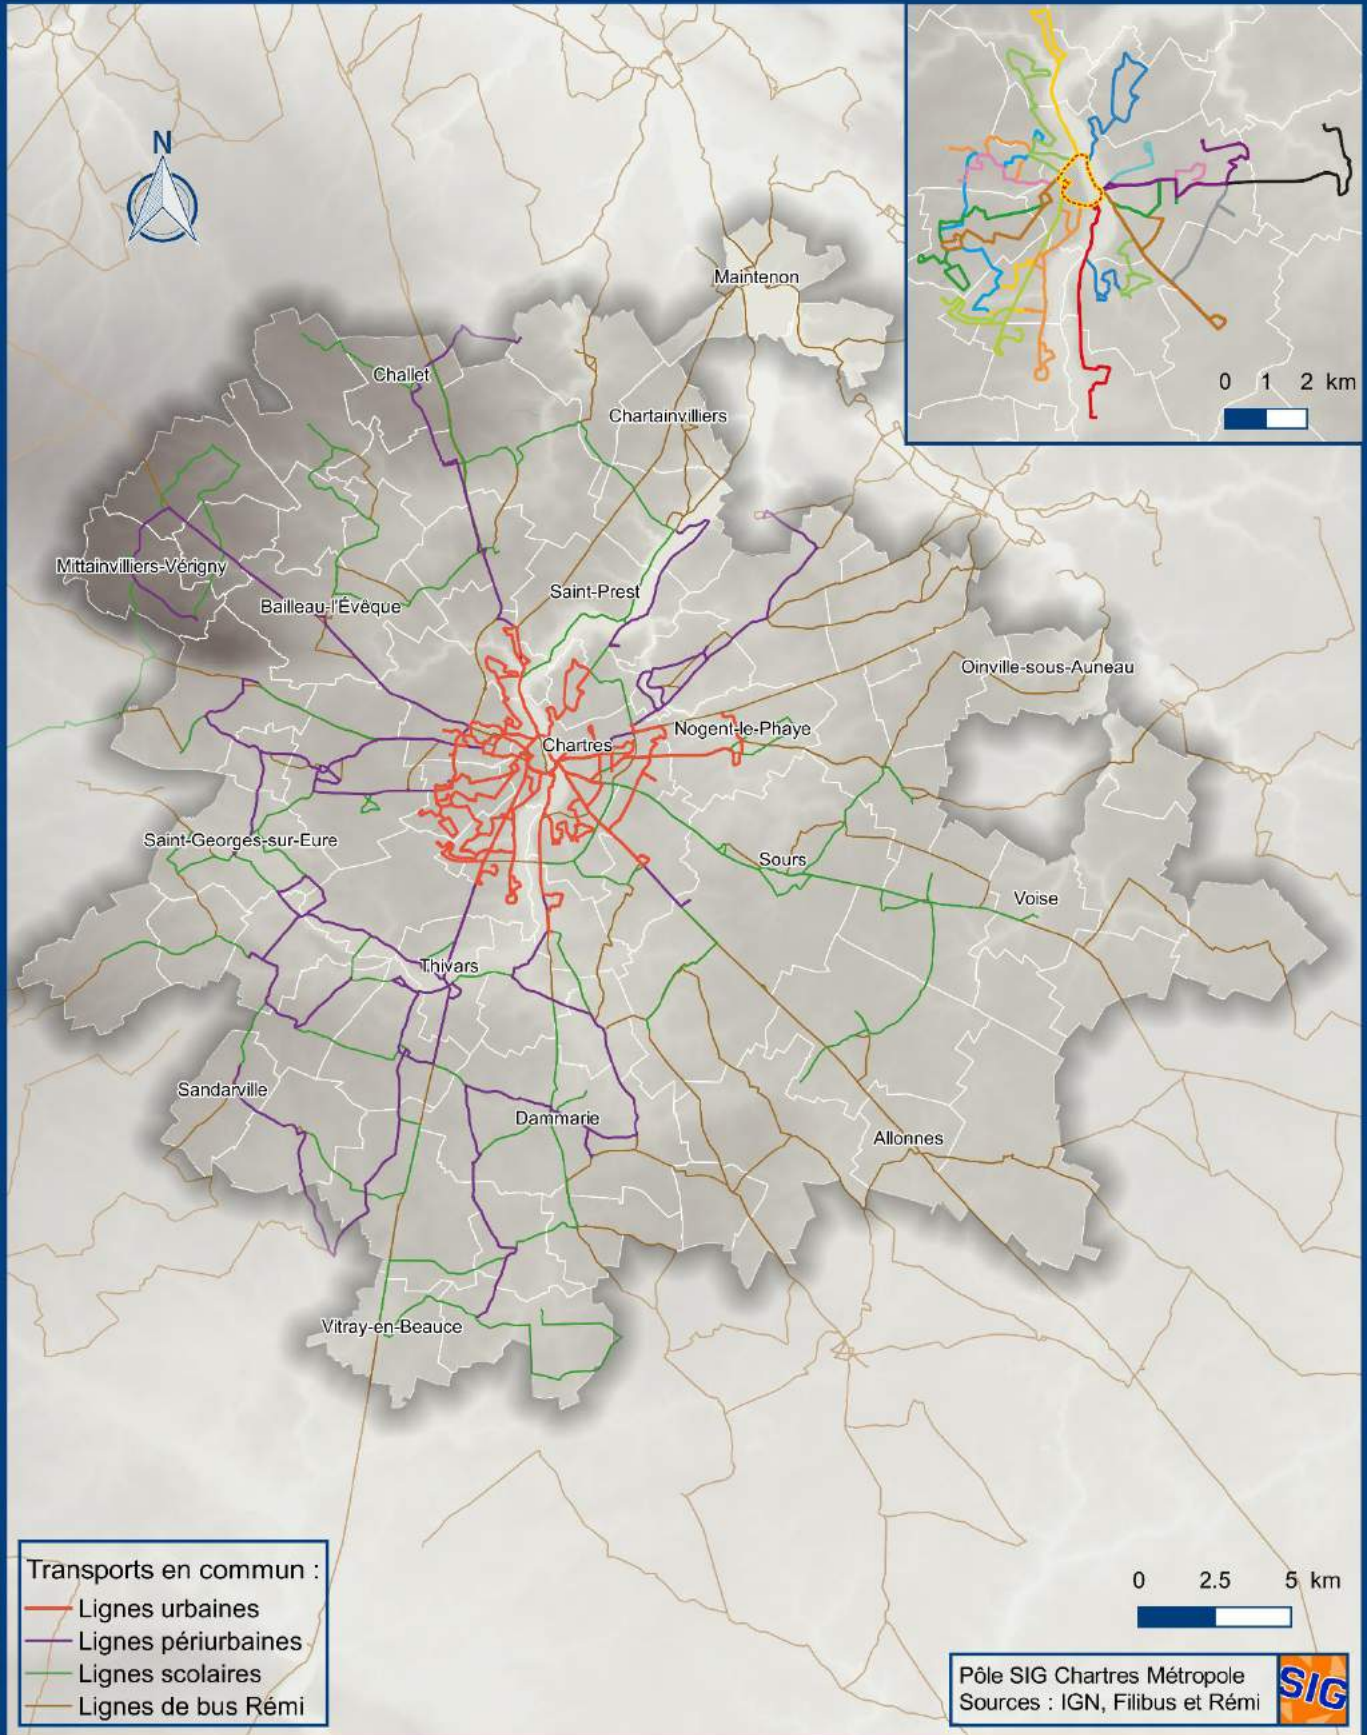 N
Maintenon
0 1 2 km
Challet
Chartainvilliers
Mittainvilliers-Vérigny
Saint-Prest
Bailleau-l'Évêque
Oinville-sous-Auneau
Nogent-le-Phaye
Chartres
Saint-Georges-sur-Eure
Sours
Voise
Thivars
Sandarville
Dammarie
Allonnes
Vitray-en-Beauce
Transports en commun :
Lignes urbaines
Lignes périurbaines
Lignes scolaires
Lignes de bus Rémi
0 2.5 5 km
Pôle SIG Chartres Métropole
Sources : IGN, Filibus et Rémi
SIG